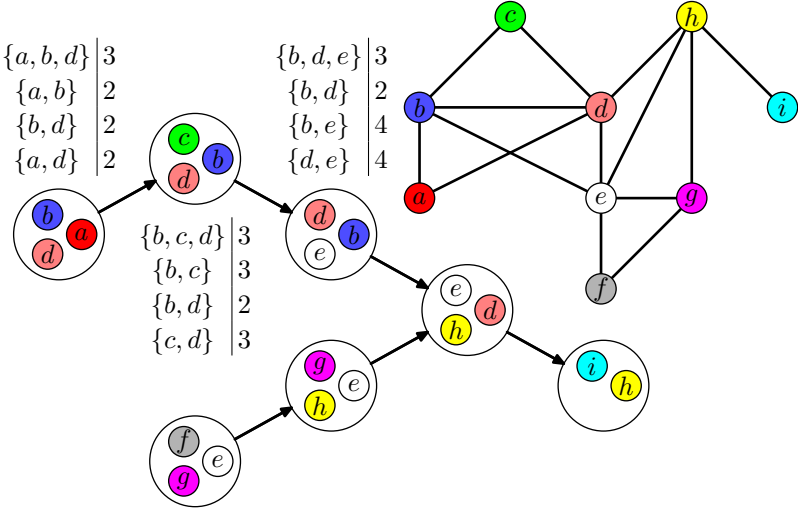 {a, b, d} 3
{a, b} 2
{b, d} 2
{a, d} 2
{b, d, e} 3
{b, d} 2
{b, e} 4
{d, e} 4
{b, c, d} 3
{b, c} 3
{b, d} 2
{c, d} 3
c
h
b
d
i
a
e
g
f
b
a
d
c
b
d
d
b
e
e
d
h
g
e
h
i
h
f
e
g